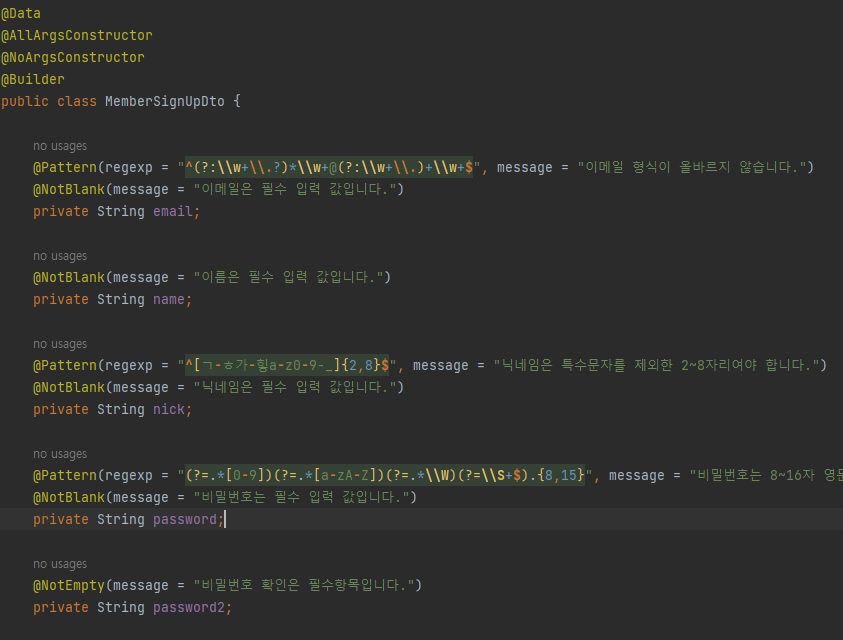 @Data
@AllArgsConstructor
@NoArgsConstructor
@Builder
public class MemberSignUpDto {
no usages
@Pattern(regexp = "^(?:\\w+\\.?)*\\w+@(?:\\w+\\.)+\\w+$", message = "이메일 형식이 올바르지 않습니다.")
@NotBlank(message = "이메일은 필수 입력 값입니다.")
private String email;
no usages
@NotBlank(message = "이름은 필수 입력 값입니다.")
private String name;
no usages
@Pattern(regexp = "^[ㄱ-ㅎ가-힣a-z0-9-_]{2,8}$", message = "닉네임은 특수문자를 제외한 2~8자리여야 합니다.")
@NotBlank(message = "닉네임은 필수 입력 값입니다.")
private String nick;
no usages
@Pattern(regexp = "(?=.*[0-9])(?=.*[a-zA-Z])(?=.*\\W)(?=\\S+$).{8,15}", message = "비밀번호는 8~16자 영문
@NotBlank(message = "비밀번호는 필수 입력 값입니다.")
private String password;
no usages
@NotEmpty(message = "비밀번호 확인은 필수항목입니다.")
private String password2;